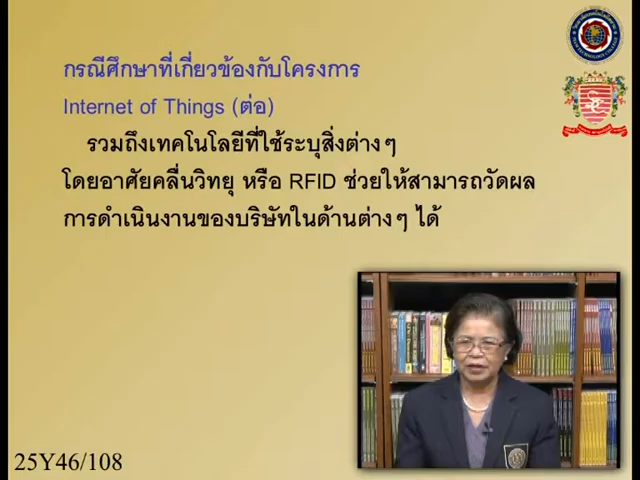 กรณีศึกษาที่เกี่ยวข้องกับโครงการ
Internet of Things (ต่อ)
รวมถึงเทคโนโลยีที่ใช้ระบุสิ่งต่างๆ
โดยอาศัยคลื่นวิทยุ หรือ RFID ช่วยให้สามารถวัดผล
การดำเนินงานของบริษัทในด้านต่างๆ ได้
25Y46/108